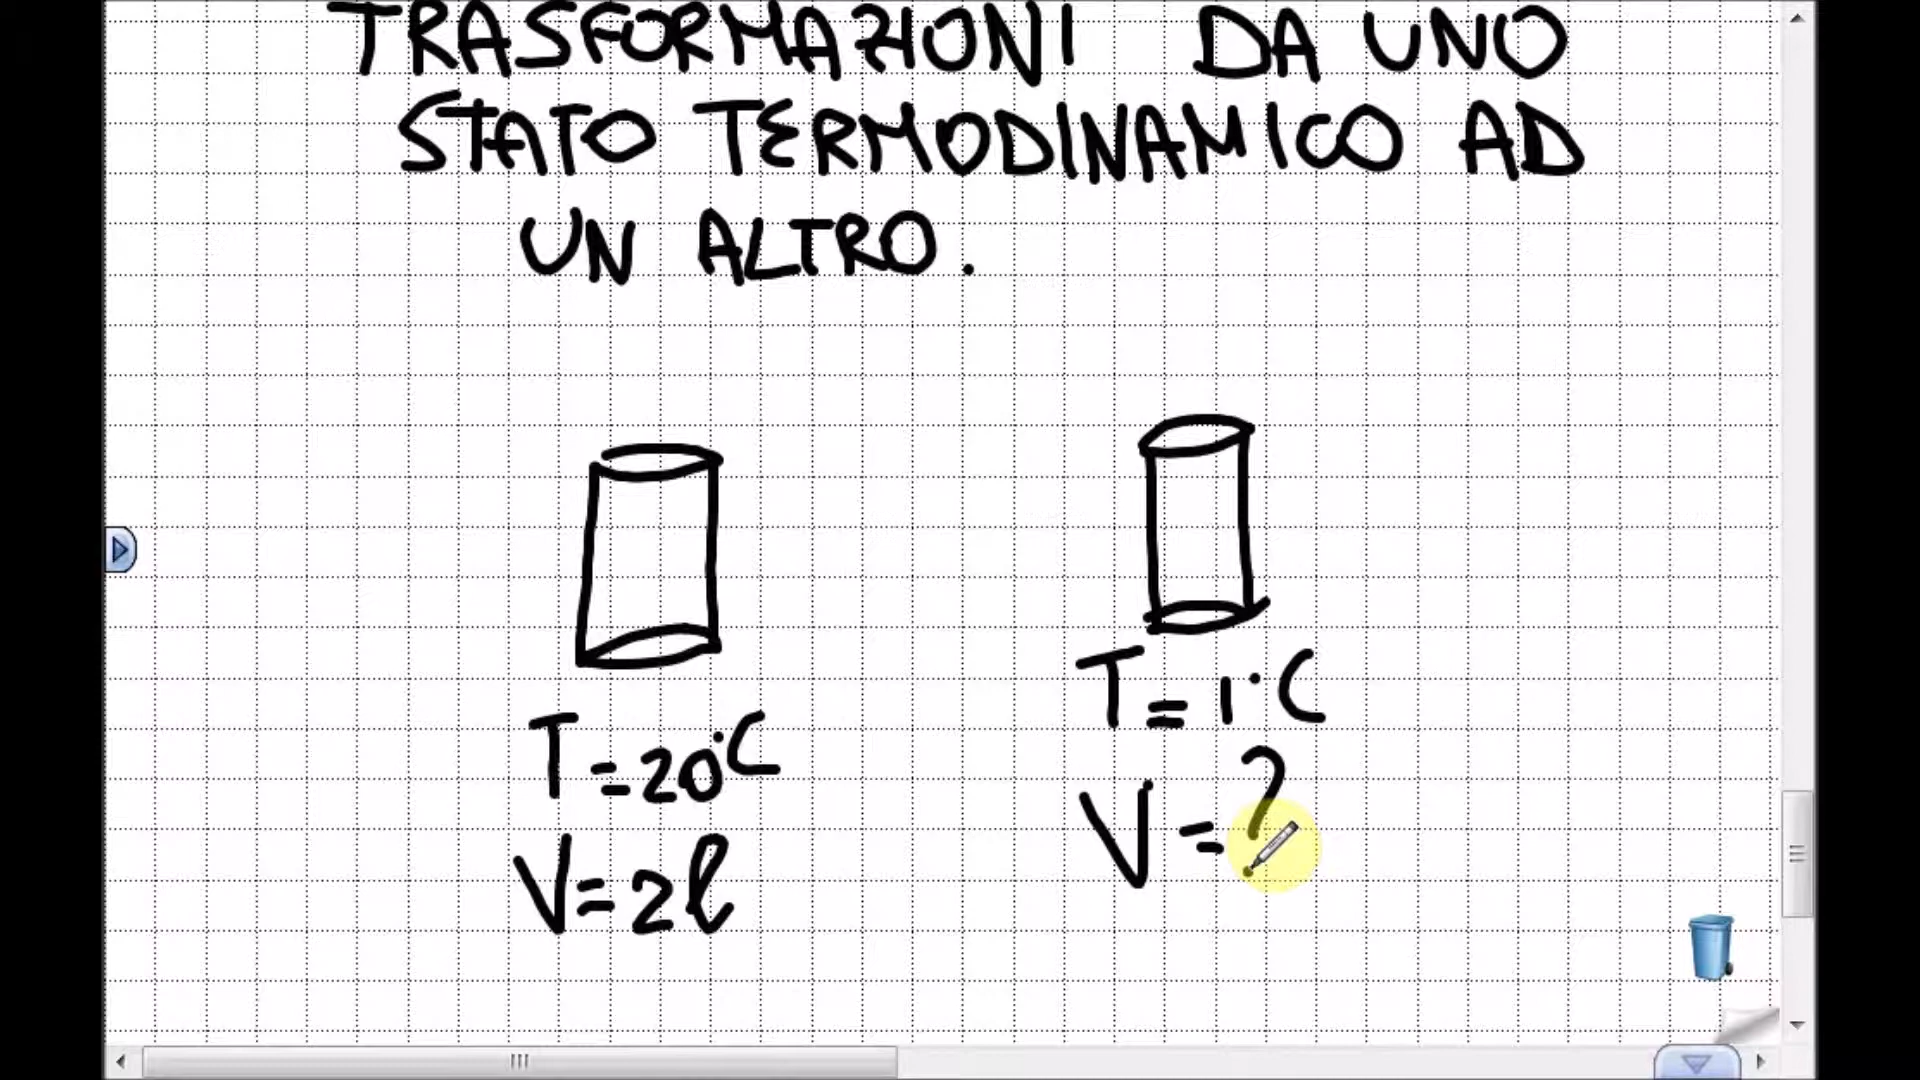 TRASFORMAZIONI DA UNO
STATO TERMODINAMICO AD
UN ALTRO.
T=20°C
V=2l
T=1°C
V=?